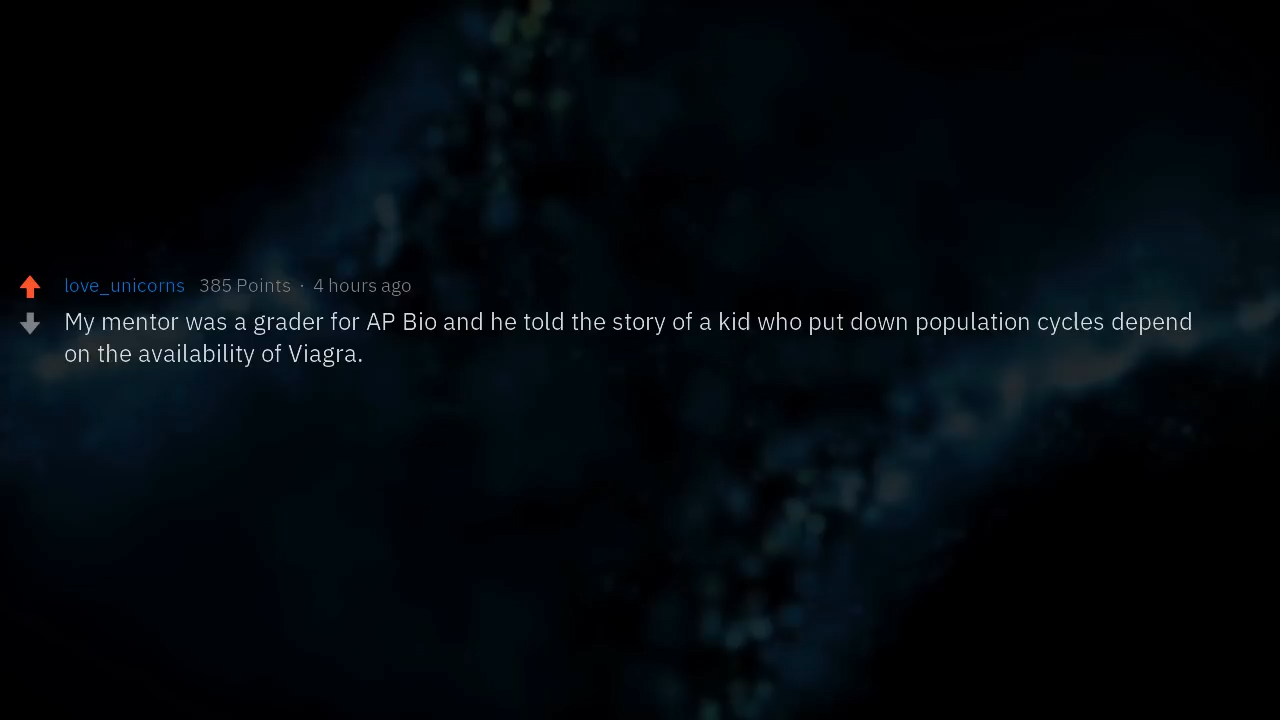 love_unicorns 385 Points · 4 hours ago
My mentor was a grader for AP Bio and he told the story of a kid who put down population cycles depend
on the availability of Viagra.